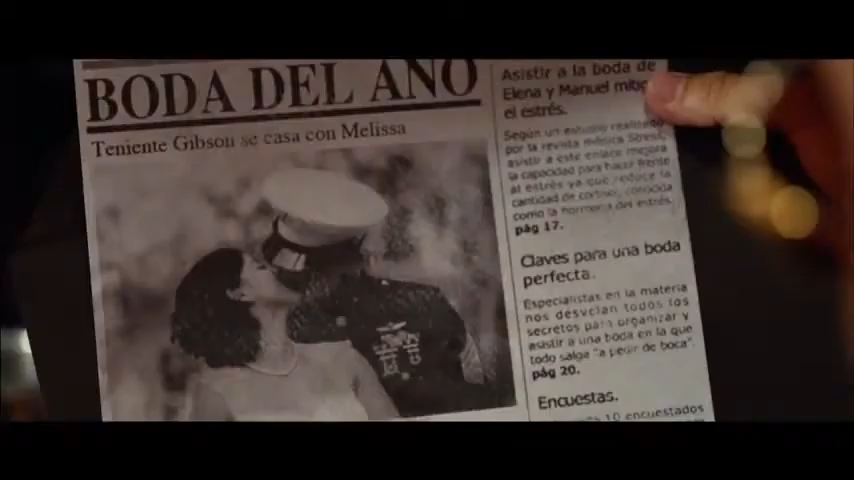 BODA DEL AÑO
Teniente Gibson se casa con Melissa
Asistir a la boda de
Elena y Manuel
el estrés.
Según un estudio realizado
por la revista médica Stress,
asistir a este enlace mejora
la capacidad para hacer frente
al estrés ya que reduce la
cantidad de cortisol, conocida
como la hormona del estrés.
pág 17.
Claves para una boda
perfecta.
Especialistas en la materia
nos desvelan todos los
secretos para organizar y
asistir a una boda en la que
todo salga "a pedir de boca".
pág 20.
Encuestas.
10 encuestados